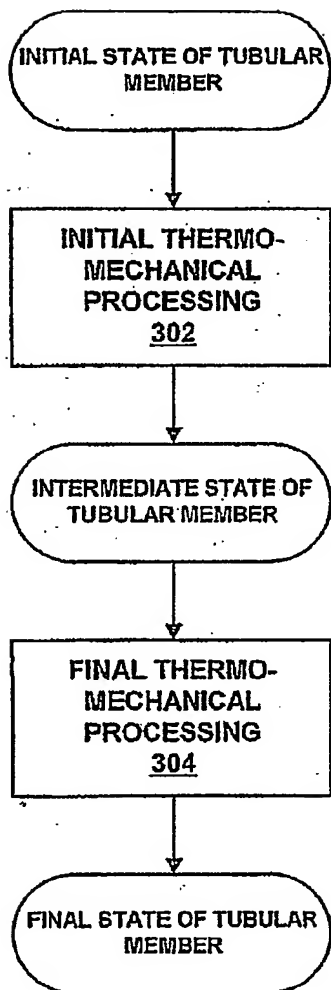 INITIAL STATE OF TUBULAR
MEMBER
INITIAL THERMO-
MECHANICAL
PROCESSING
302
INTERMEDIATE STATE OF
TUBULAR MEMBER
FINAL THERMO-
MECHANICAL
PROCESSING
304
FINAL STATE OF TUBULAR
MEMBER